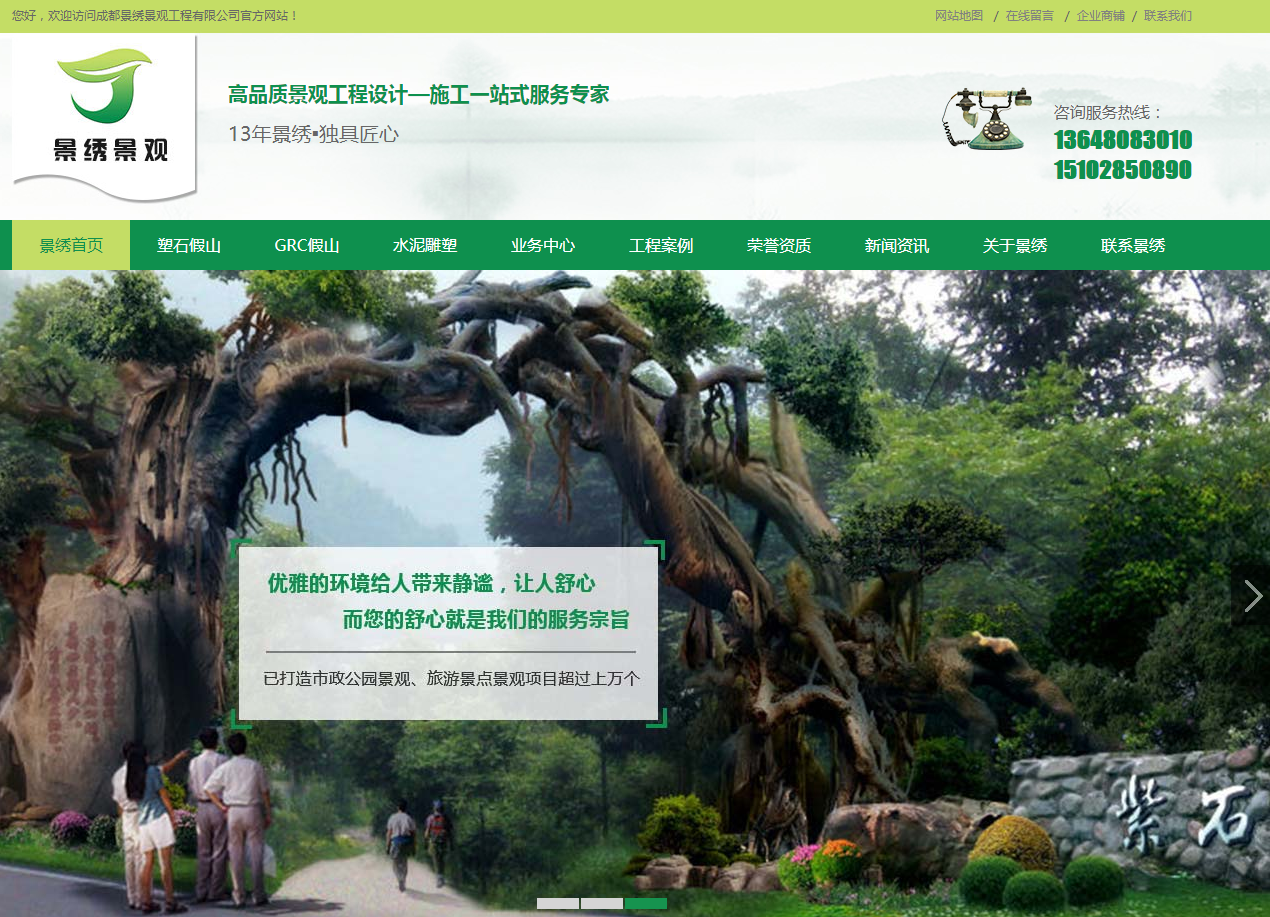 您好，欢迎访问成都景绣景观工程有限公司官方网站！
网站地图 / 在线留言 / 企业商铺 / 联系我们
景绣景观
高品质景观工程设计—施工一站式服务专家
13年景绣▪独具匠心
咨询服务热线：
13648083010
15102850890
景绣首页 塑石假山 GRC假山 水泥雕塑 业务中心 工程案例 荣誉资质 新闻资讯 关于景绣 联系景绣
优雅的环境给人带来静谧，让人舒心
而您的舒心就是我们的服务宗旨
已打造市政公园景观、旅游景点景观项目超过上万个
紫石